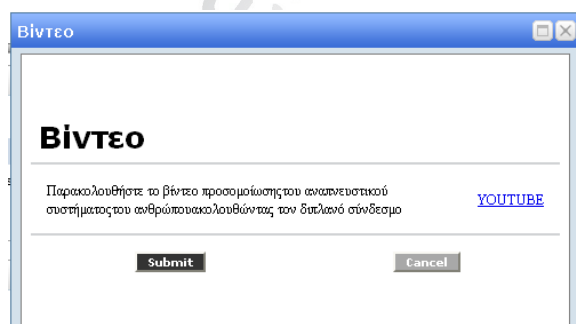 Βίντεο
Βίντεο
Παρακολουθήστε το βίντεο προσομοίωσηςτου αναπνευστικού
συστήματοςτου ανθρώπουακολουθώντας τον διπλανό σύνδεσμο
YOUTUBE
Submit
Cancel